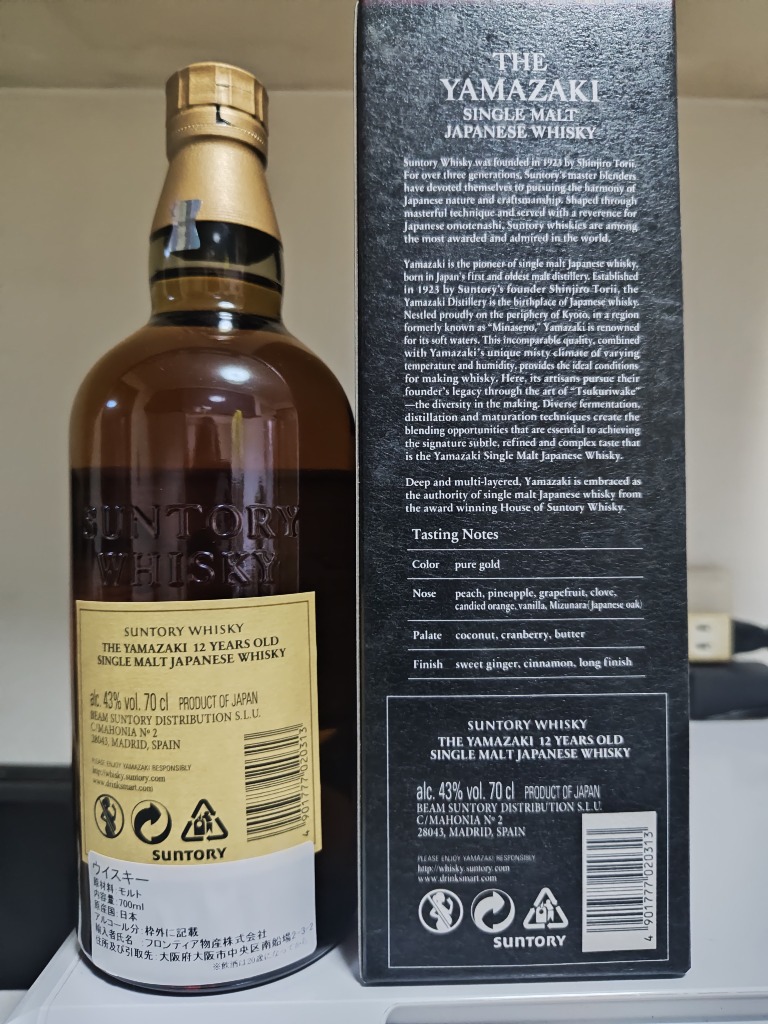 SUNTORY
WHISKY
SUNTORY WHISKY
THE YAMAZAKI 12 YEARS OLD
SINGLE MALT JAPANESE WHISKY
alc. 43% vol. 70 cl PRODUCT OF JAPAN
BEAM SUNTORY DISTRIBUTION S.L.U.
C/MAHONIA Nº 2
28043, MADRID, SPAIN
PLEASE ENJOY YAMAZAKI RESPONSIBLY
http://whisky.suntory.com
www.drinksmart.com
4 901777 020313
SUNTORY
ウイスキー
原材料:モルト
内容量:700ml
原産国:日本
アルコール分:枠外に記載
輸入者氏名:フロンティア物産株式会社
住所及び引取先:大阪府大阪市中央区南船場2-3-2
※飲酒は20歳になって
THE
YAMAZAKI
SINGLE MALT
JAPANESE WHISKY
Suntory Whisky was founded in 1923 by Shinjiro Torii.
For over three generations, Suntory's master blenders
have devoted themselves to pursuing the harmony of
Japanese nature and craftsmanship. Shaped through
masterful technique and served with a reverence for
Japanese omotenashi, Suntory whiskies are among
the most awarded and admired in the world.
Yamazaki is the pioneer of single malt Japanese whisky,
born in Japan's first and oldest malt distillery. Established
in 1923 by Suntory's founder Shinjiro Torii, the
Yamazaki Distillery is the birthplace of Japanese whisky.
Nestled proudly on the periphery of Kyoto, in a region
formerly known as "Minaseno," Yamazaki is renowned
for its soft waters. This incomparable quality, combined
with Yamazaki's unique misty climate of varying
temperature and humidity, provides the ideal conditions
for making whisky. Here, its artisans pursue their
founder's legacy through the art of "Tsukuriwake"
—the diversity in the making. Diverse fermentation,
distillation and maturation techniques create the
blending opportunities that are essential to achieving
the signature subtle, refined and complex taste that
is the Yamazaki Single Malt Japanese Whisky.
Deep and multi-layered, Yamazaki is embraced as
the authority of single malt Japanese whisky from
the award winning House of Suntory Whisky.
Tasting Notes
Color pure gold
Nose peach, pineapple, grapefruit, clove,
candied orange, vanilla, Mizunara(Japanese oak)
Palate coconut, cranberry, butter
Finish sweet ginger, cinnamon, long finish
SUNTORY WHISKY
THE YAMAZAKI 12 YEARS OLD
SINGLE MALT JAPANESE WHISKY
alc. 43% vol. 70 cl PRODUCT OF JAPAN
BEAM SUNTORY DISTRIBUTION S.L.U.
C/MAHONIA Nº 2
28043, MADRID, SPAIN
PLEASE ENJOY YAMAZAKI RESPONSIBLY
http://whisky.suntory.com
www.drinksmart.com
4 901777 020313
SUNTORY